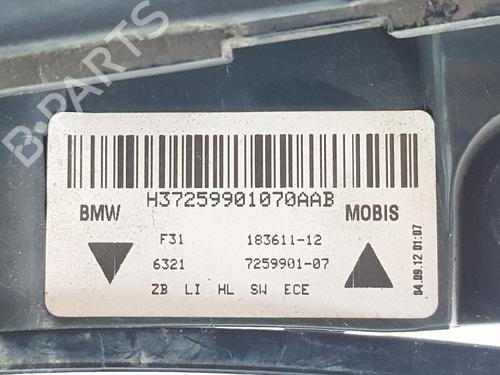 B-PARTS
H37259901070AAB
BMW MOBIS
F31 183611-12
6321 7259901-07
ZB LI HL SW ECE
04.09.12 01:07